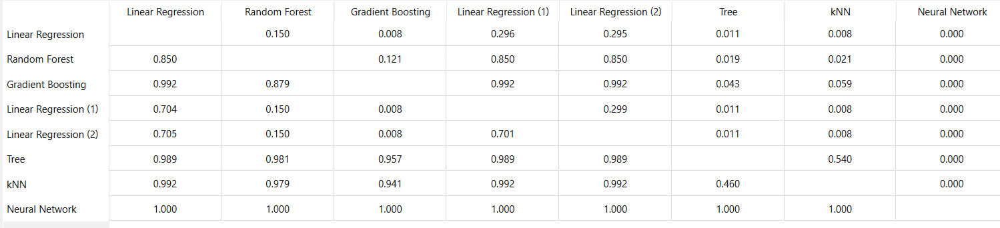 Linear Regression Random Forest Gradient Boosting Linear Regression (1) Linear Regression (2) Tree kNN Neural Network
Linear Regression 0.150 0.008 0.296 0.295 0.011 0.008 0.000
Random Forest 0.850 0.121 0.850 0.850 0.019 0.021 0.000
Gradient Boosting 0.992 0.879 0.992 0.992 0.043 0.059 0.000
Linear Regression (1) 0.704 0.150 0.008 0.299 0.011 0.008 0.000
Linear Regression (2) 0.705 0.150 0.008 0.701 0.011 0.008 0.000
Tree 0.989 0.981 0.957 0.989 0.989 0.540 0.000
kNN 0.992 0.979 0.941 0.992 0.992 0.460 0.000
Neural Network 1.000 1.000 1.000 1.000 1.000 1.000 1.000